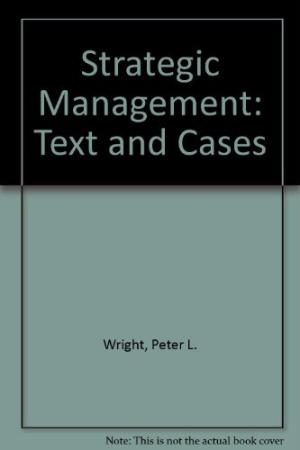 Strategic
Management:
Text and Cases
Wright, Peter L.
Note: This is not the actual book cover